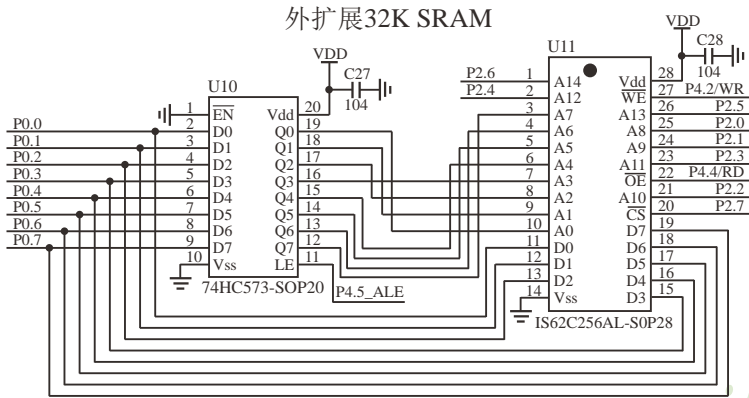 外扩展32K SRAM
U10
VDD
C27
104
U11
VDD
C28
104
P0.0
P0.1
P0.2
P0.3
P0.4
P0.5
P0.6
P0.7
1 EN Vdd 20
2 D0 Q0 19
3 D1 Q1 18
4 D2 Q2 17
5 D3 Q3 16
6 D4 Q4 15
7 D5 Q5 14
8 D6 Q6 13
9 D7 Q7 12
10 Vss LE 11
74HC573-SOP20
P4.5_ALE
P2.6 1 A14 Vdd 28
P2.4 2 A12 WE 27 P4.2/WR
3 A7 A13 26 P2.5
4 A6 A8 25 P2.0
5 A5 A9 24 P2.1
6 A4 A11 23 P2.3
7 A3 OE 22 P4.4/RD
8 A2 A10 21 P2.2
9 A1 CS 20 P2.7
10 A0 D7 19
11 D0 D6 18
12 D1 D5 17
13 D2 D4 16
14 Vss D3 15
IS62C256AL-S0P28